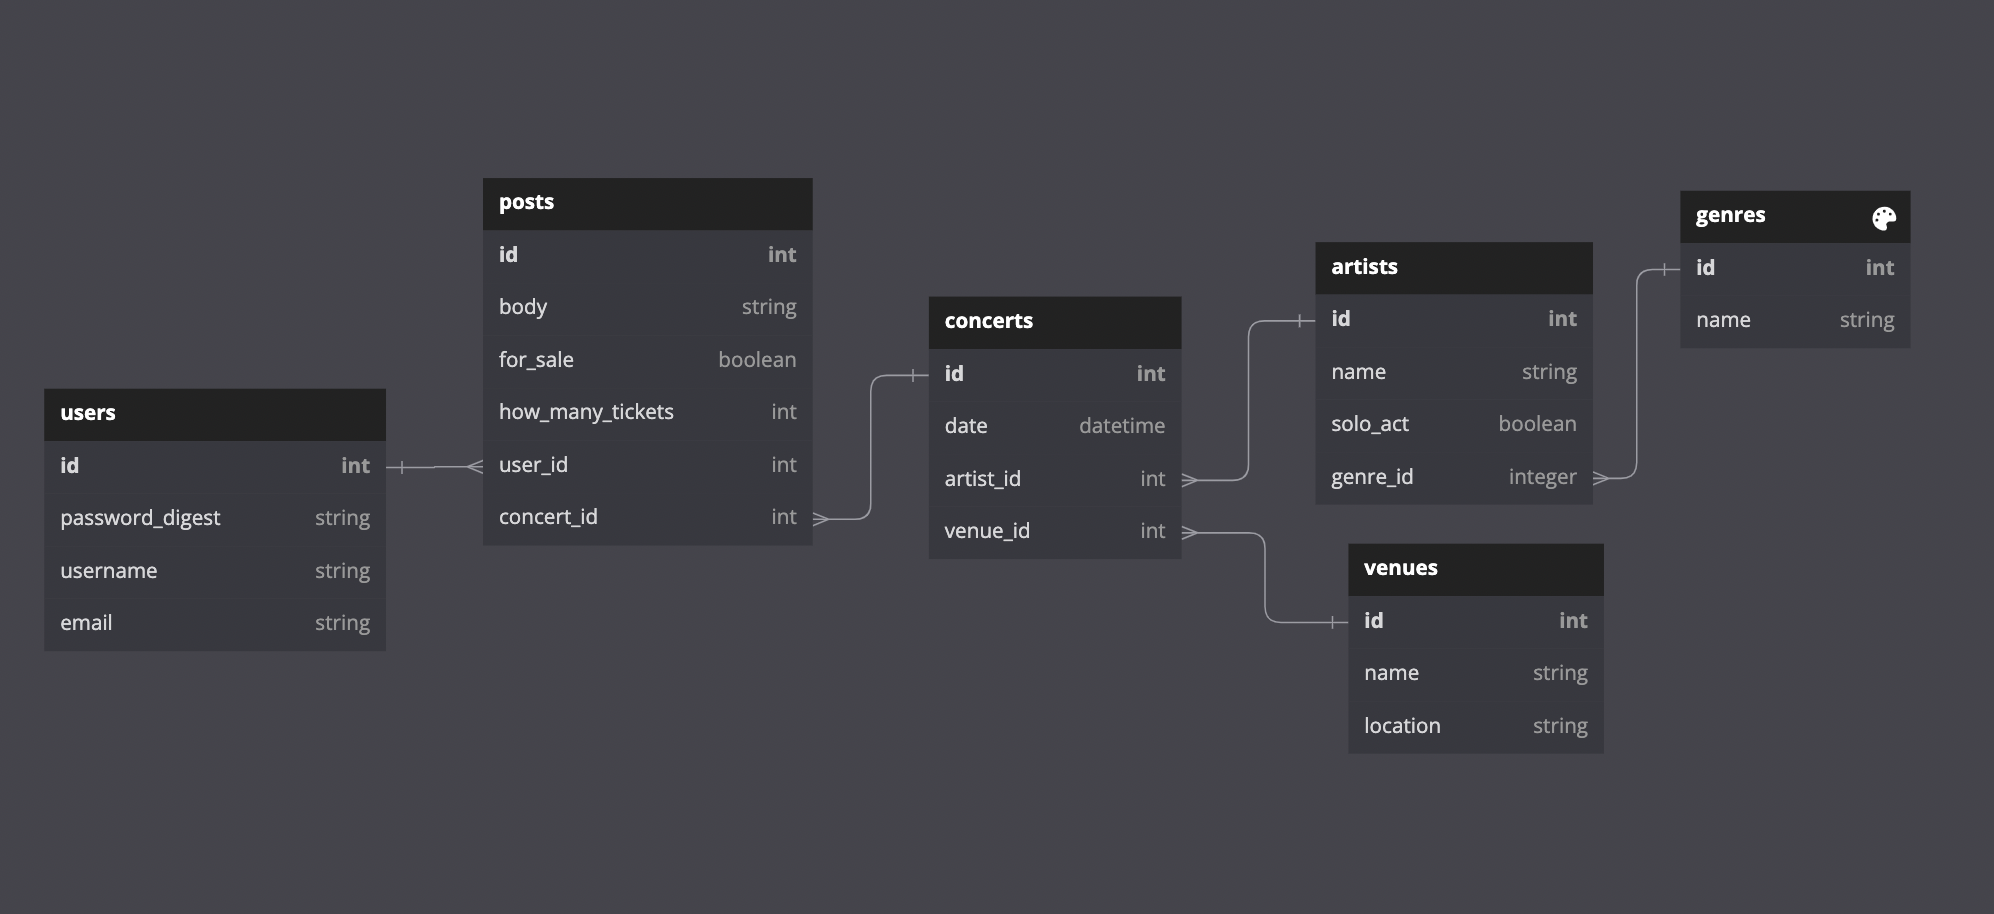 users
id int
password_digest string
username string
email string
posts
id int
body string
for_sale boolean
how_many_tickets int
user_id int
concert_id int
concerts
id int
date datetime
artist_id int
venue_id int
artists
id int
name string
solo_act boolean
genre_id integer
venues
id int
name string
location string
genres
id int
name string